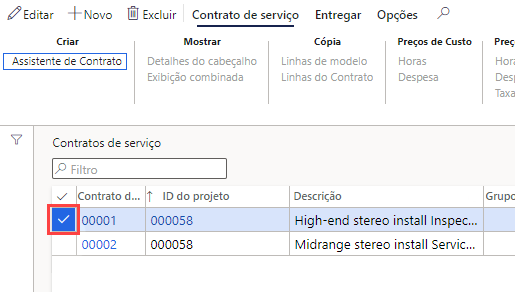 Editar + Novo Excluir Contrato de serviço Entregar Opções
Criar Mostrar Cópia Preços de Custo Preç
Assistente de Contrato Detalhes do cabeçalho Linhas de modelo Horas Hora
Exibição combinada Linhas do Contrato Despesa Desp
Taxa
Contratos de serviço
Filtro
Contrato d... ↑ ID do projeto Descrição Grupo
00001 000058 High-end stereo install Inspec...
00002 000058 Midrange stereo install Servic...